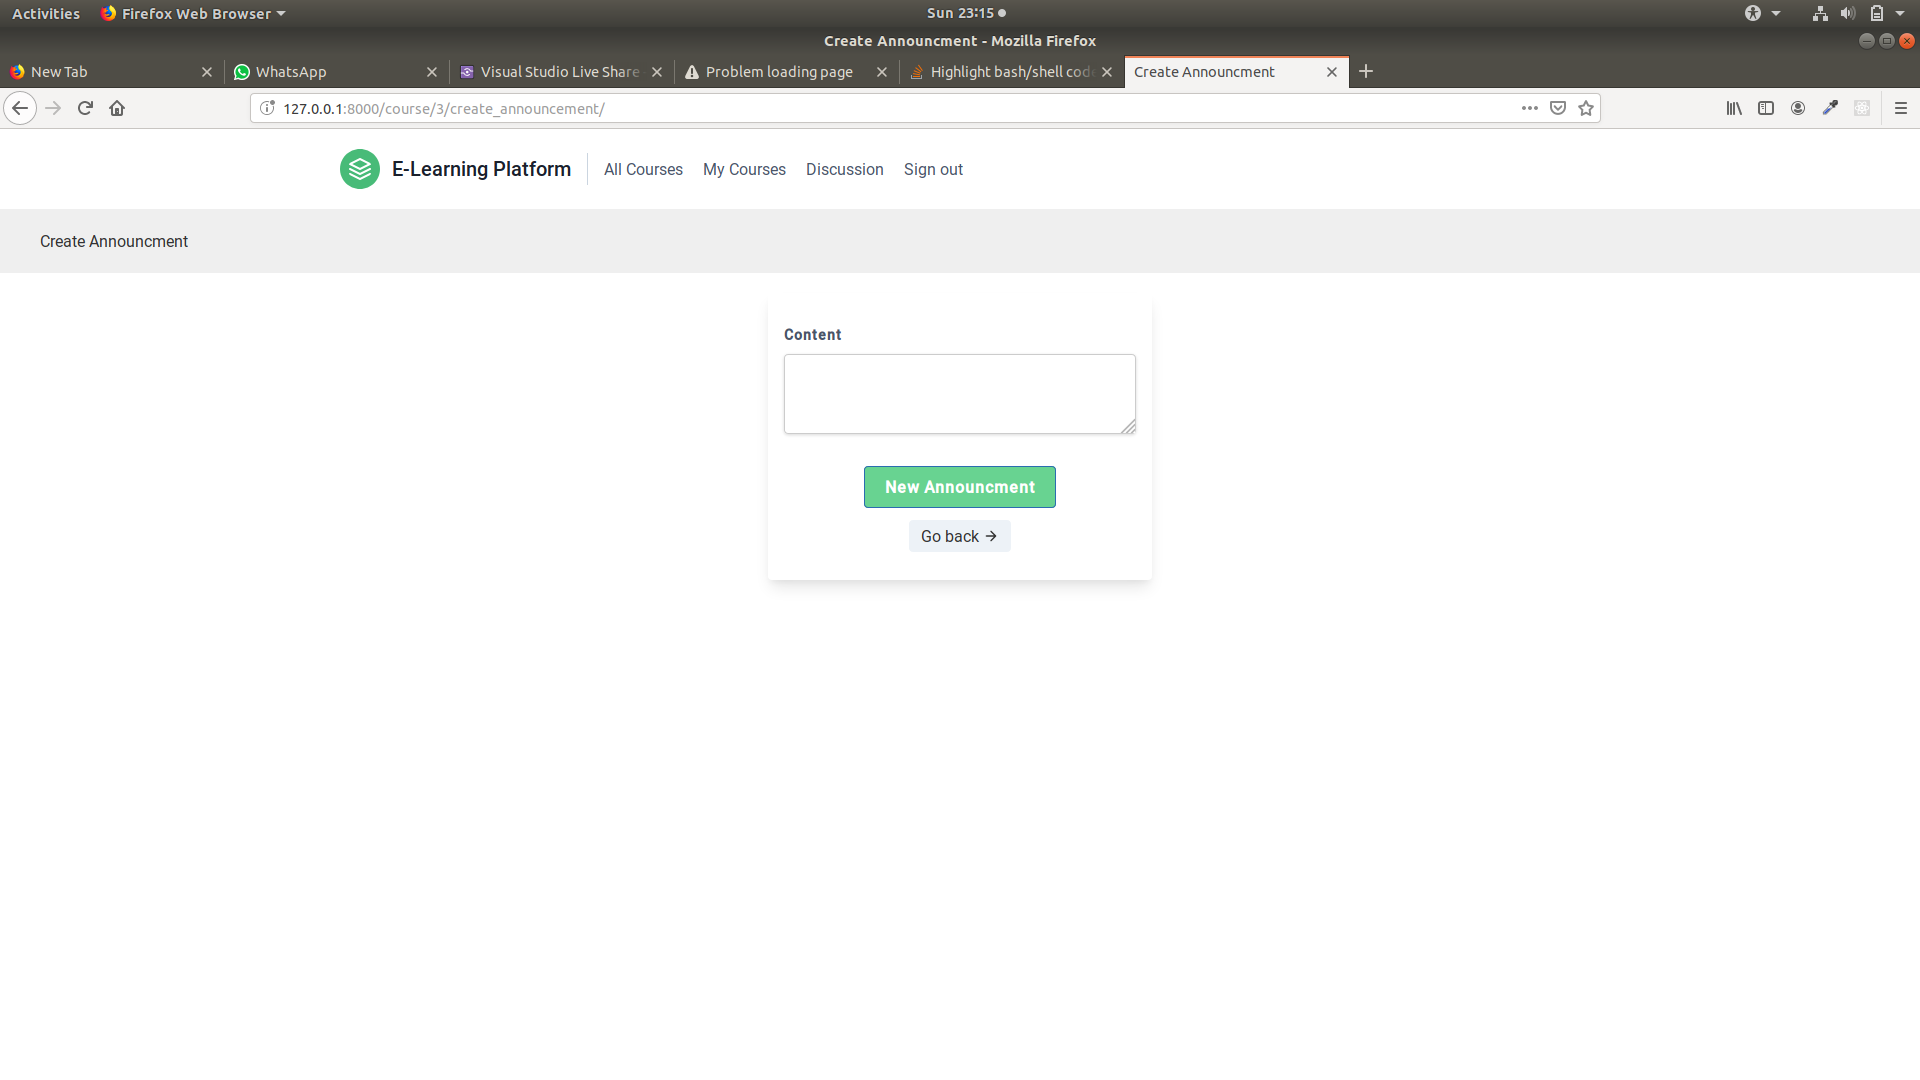 Activities Firefox Web Browser Sun 23:15
Create Announcment - Mozilla Firefox
New Tab WhatsApp Visual Studio Live Share Problem loading page Highlight bash/shell cod Create Announcment
127.0.0.1:8000/course/3/create_announcement/
E-Learning Platform All Courses My Courses Discussion Sign out
Create Announcment
Content
New Announcment
Go back →